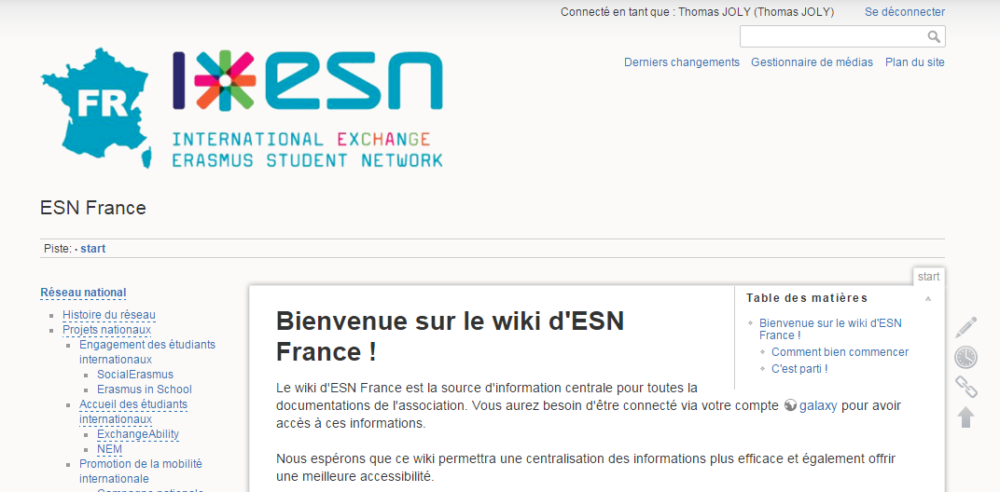 Connecté en tant que : Thomas JOLY (Thomas JOLY) Se déconnecter
Derniers changements Gestionnaire de médias Plan du site
FR
esn
INTERNATIONAL EXCHANGE
ERASMUS STUDENT NETWORK
ESN France
Piste: • start
start
Réseau national
Histoire du réseau
Projets nationaux
Engagement des étudiants
internationaux
SocialErasmus
Erasmus in School
Accueil des étudiants
internationaux
ExchangeAbility
NEM
Promotion de la mobilité
internationale
Campagne nationale
Bienvenue sur le wiki d'ESN
France !
Le wiki d'ESN France est la source d'information centrale pour toutes la
documentations de l'association. Vous aurez besoin d'être connecté via votre compte galaxy pour avoir
accès à ces informations.
Nous espérons que ce wiki permettra une centralisation des informations plus efficace et également offrir
une meilleure accessibilité.
Table des matières
Bienvenue sur le wiki d'ESN
France !
Comment bien commencer
C'est parti !